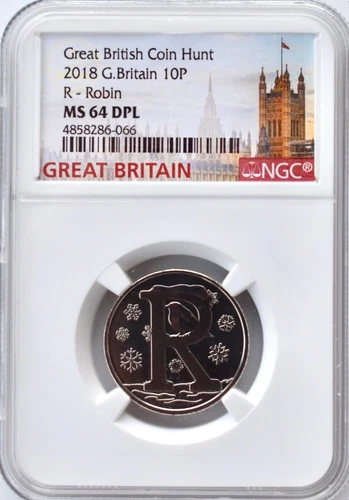 Great British Coin Hunt
2018 G.Britain 10P
R - Robin
MS 64 DPL
4858286-066
GREAT BRITAIN NGC®
R